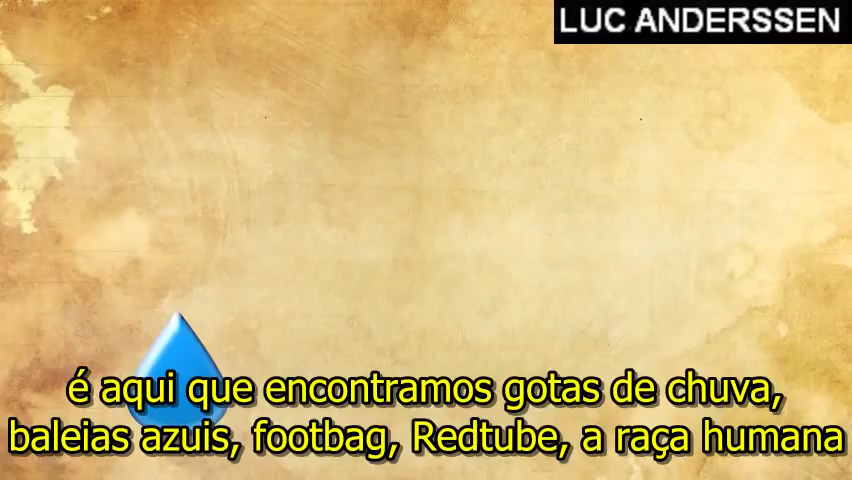 LUC ANDERSSEN
é aqui que encontramos gotas de chuva,
baleias azuis, footbag, Redtube, a raça humana